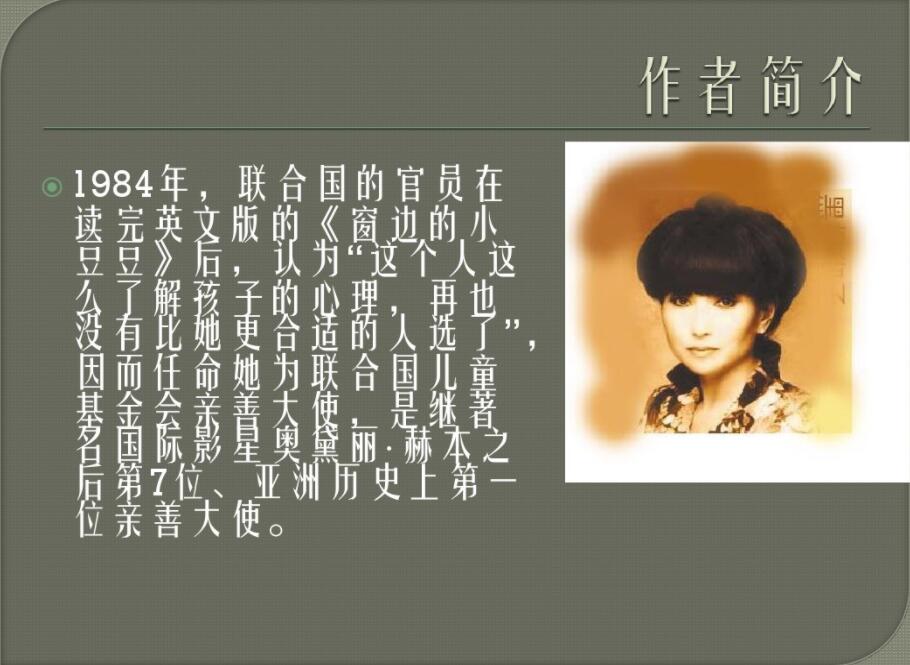 作者简介
1984年，联合国的官员在
读完英文版的《窗边的小
豆豆》后，认为“这个人这
么了解孩子的心理，再也
没有比她更合适的人选了”，
因而任命她为联合国儿童
基金会亲善大使，是继著
名国际影星奥黛丽·赫本之
后第7位、亚洲历史上第一
位亲善大使。